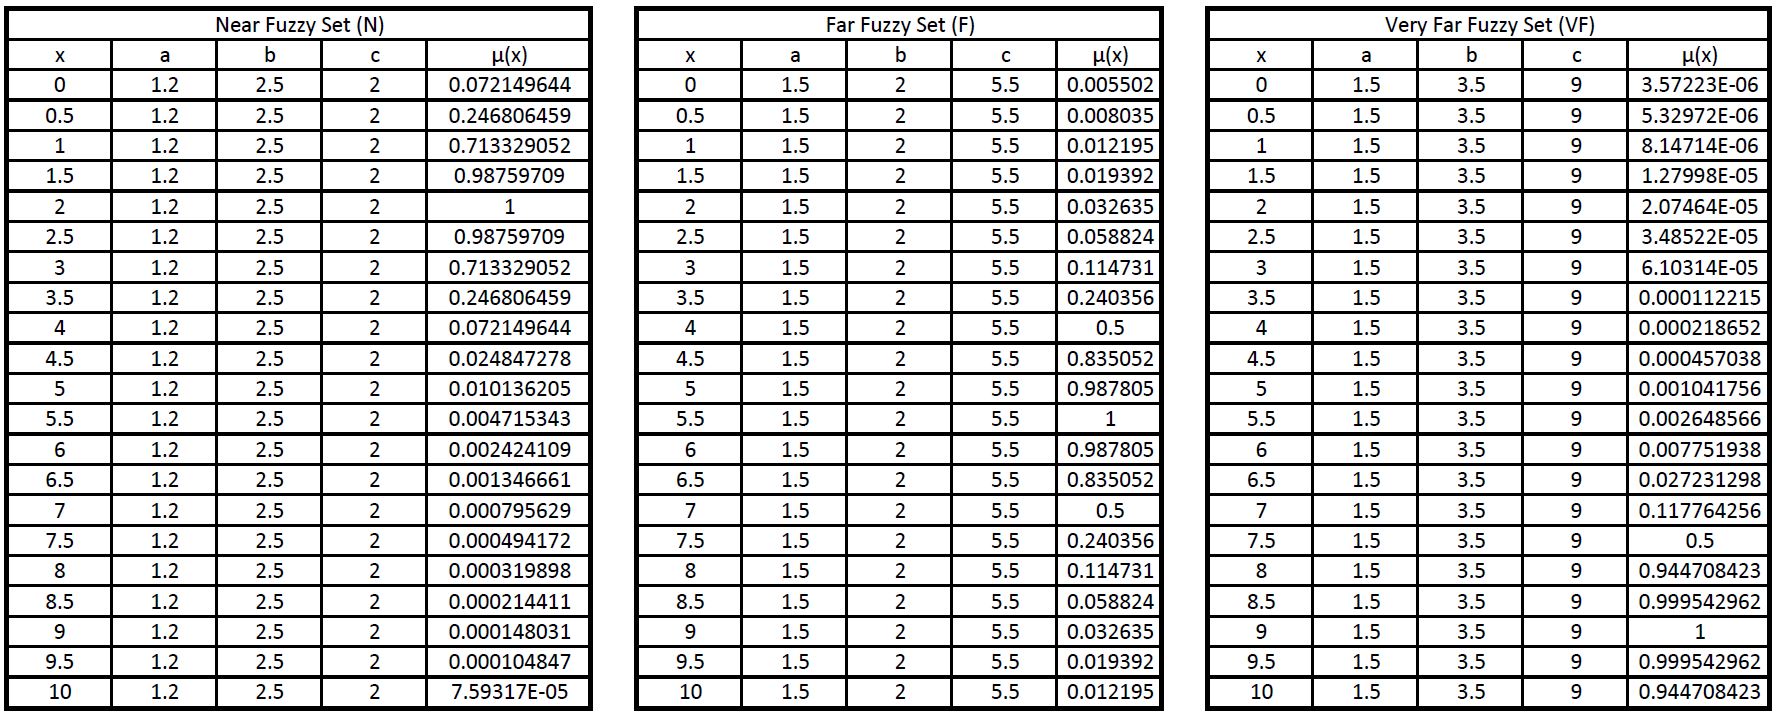 Near Fuzzy Set (N) Far Fuzzy Set (F) Very Far Fuzzy Set (VF)
x a b c μ(x) x a b c μ(x) x a b c μ(x)
0 1.2 2.5 2 0.072149644 0 1.5 2 5.5 0.005502 0 1.5 3.5 9 3.57223E-06
0.5 1.2 2.5 2 0.246806459 0.5 1.5 2 5.5 0.008035 0.5 1.5 3.5 9 5.32972E-06
1 1.2 2.5 2 0.713329052 1 1.5 2 5.5 0.012195 1 1.5 3.5 9 8.14714E-06
1.5 1.2 2.5 2 0.98759709 1.5 1.5 2 5.5 0.019392 1.5 1.5 3.5 9 1.27998E-05
2 1.2 2.5 2 1 2 1.5 2 5.5 0.032635 2 1.5 3.5 9 2.07464E-05
2.5 1.2 2.5 2 0.98759709 2.5 1.5 2 5.5 0.058824 2.5 1.5 3.5 9 3.48522E-05
3 1.2 2.5 2 0.713329052 3 1.5 2 5.5 0.114731 3 1.5 3.5 9 6.10314E-05
3.5 1.2 2.5 2 0.246806459 3.5 1.5 2 5.5 0.240356 3.5 1.5 3.5 9 0.000112215
4 1.2 2.5 2 0.072149644 4 1.5 2 5.5 0.5 4 1.5 3.5 9 0.000218652
4.5 1.2 2.5 2 0.024847278 4.5 1.5 2 5.5 0.835052 4.5 1.5 3.5 9 0.000457038
5 1.2 2.5 2 0.010136205 5 1.5 2 5.5 0.987805 5 1.5 3.5 9 0.001041756
5.5 1.2 2.5 2 0.004715343 5.5 1.5 2 5.5 1 5.5 1.5 3.5 9 0.002648566
6 1.2 2.5 2 0.002424109 6 1.5 2 5.5 0.987805 6 1.5 3.5 9 0.007751938
6.5 1.2 2.5 2 0.001346661 6.5 1.5 2 5.5 0.835052 6.5 1.5 3.5 9 0.027231298
7 1.2 2.5 2 0.000795629 7 1.5 2 5.5 0.5 7 1.5 3.5 9 0.117764256
7.5 1.2 2.5 2 0.000494172 7.5 1.5 2 5.5 0.240356 7.5 1.5 3.5 9 0.5
8 1.2 2.5 2 0.000319898 8 1.5 2 5.5 0.114731 8 1.5 3.5 9 0.944708423
8.5 1.2 2.5 2 0.000214411 8.5 1.5 2 5.5 0.058824 8.5 1.5 3.5 9 0.999542962
9 1.2 2.5 2 0.000148031 9 1.5 2 5.5 0.032635 9 1.5 3.5 9 1
9.5 1.2 2.5 2 0.000104847 9.5 1.5 2 5.5 0.019392 9.5 1.5 3.5 9 0.999542962
10 1.2 2.5 2 7.59317E-05 10 1.5 2 5.5 0.012195 10 1.5 3.5 9 0.944708423